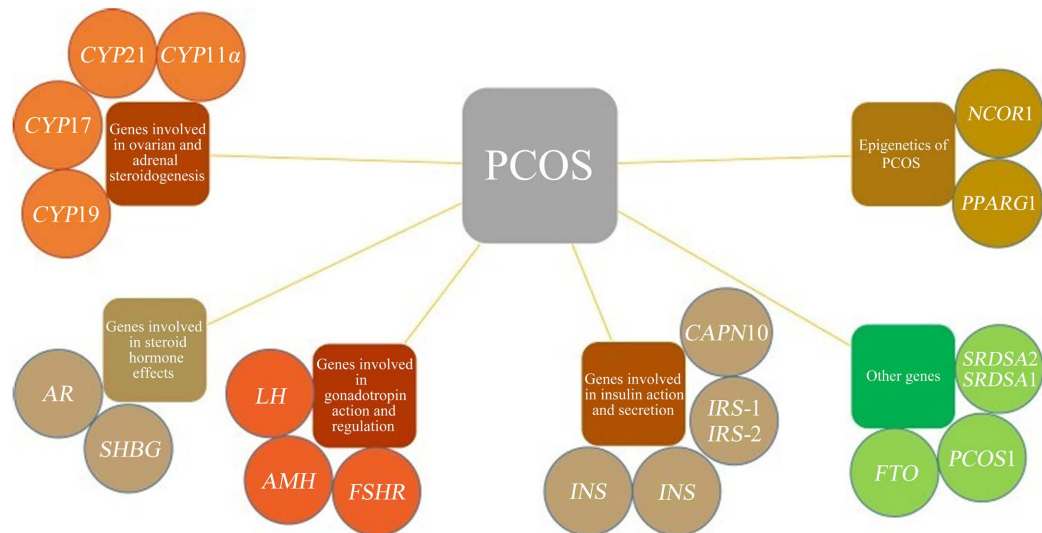 CYP21
CYP11α
CYP17
CYP19
Genes involved
in ovarian and
adrenal
steroidogenesis
PCOS
Epigenetics of
PCOS
NCOR1
PPARG1
Genes involved
in steroid
hormone
effects
AR
SHBG
Genes involved
in
gonadotropin
action and
regulation
LH
AMH
FSHR
Genes involved
in insulin action
and secretion
CAPN10
IRS-1
IRS-2
INS
INS
Other genes
SRDSA2
SRDSA1
PCOS1
FTO